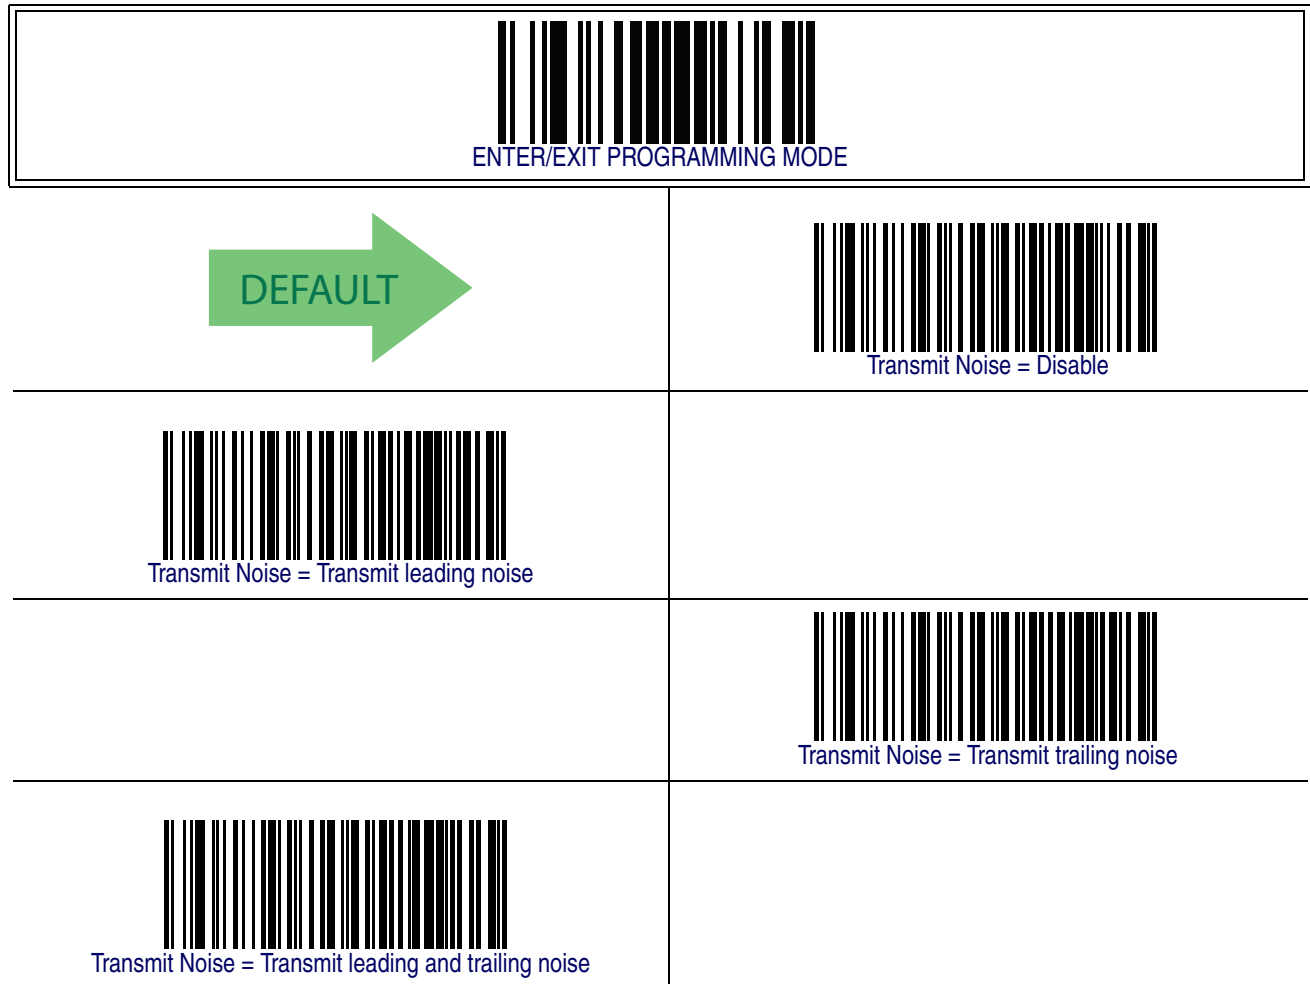 ENTER/EXIT PROGRAMMING MODE
DEFAULT
Transmit Noise = Disable
Transmit Noise = Transmit leading noise
Transmit Noise = Transmit trailing noise
Transmit Noise = Transmit leading and trailing noise